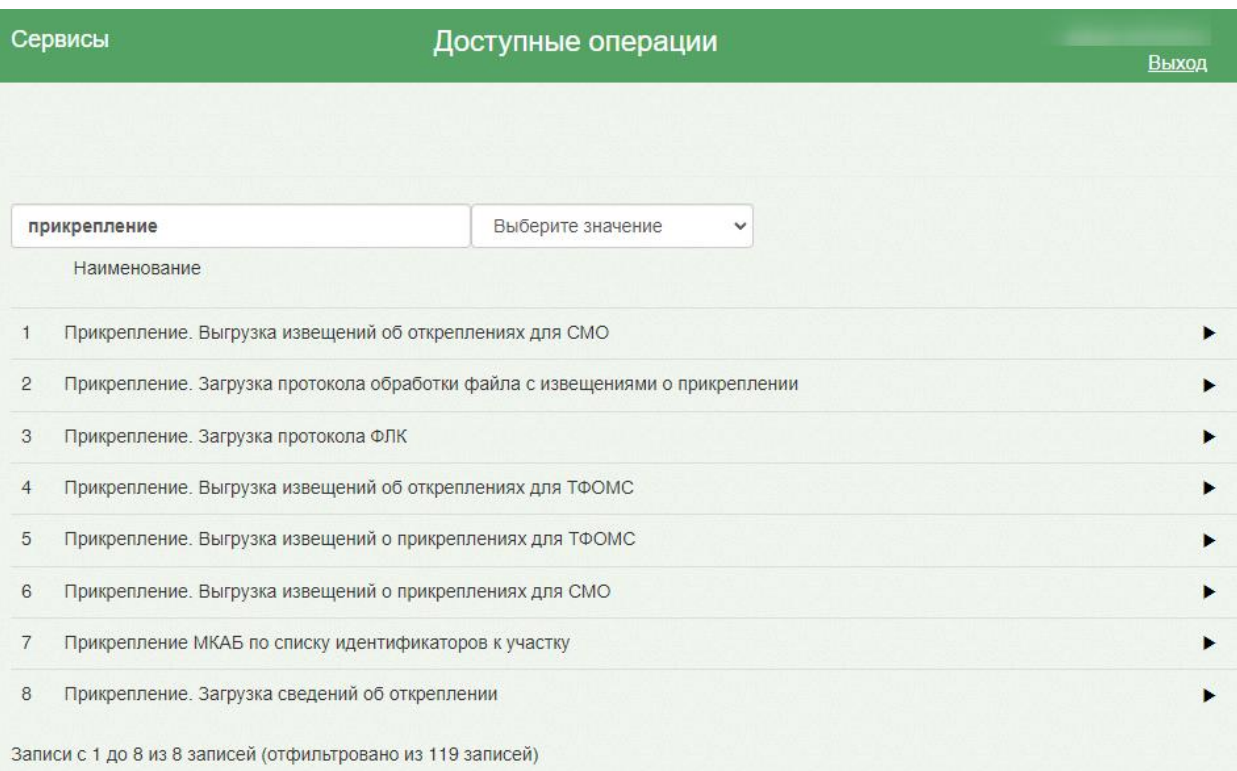 Сервисы
Доступные операции
Выход
прикрепление
Выберите значение
Наименование
1 Прикрепление. Выгрузка извещений об откреплениях для СМО
2 Прикрепление. Загрузка протокола обработки файла с извещениями о прикреплении
3 Прикрепление. Загрузка протокола ФЛК
4 Прикрепление. Выгрузка извещений об откреплениях для ТФОМС
5 Прикрепление. Выгрузка извещений о прикреплениях для ТФОМС
6 Прикрепление. Выгрузка извещений о прикреплениях для СМО
7 Прикрепление МКАБ по списку идентификаторов к участку
8 Прикрепление. Загрузка сведений об откреплении
Записи с 1 до 8 из 8 записей (отфильтровано из 119 записей)